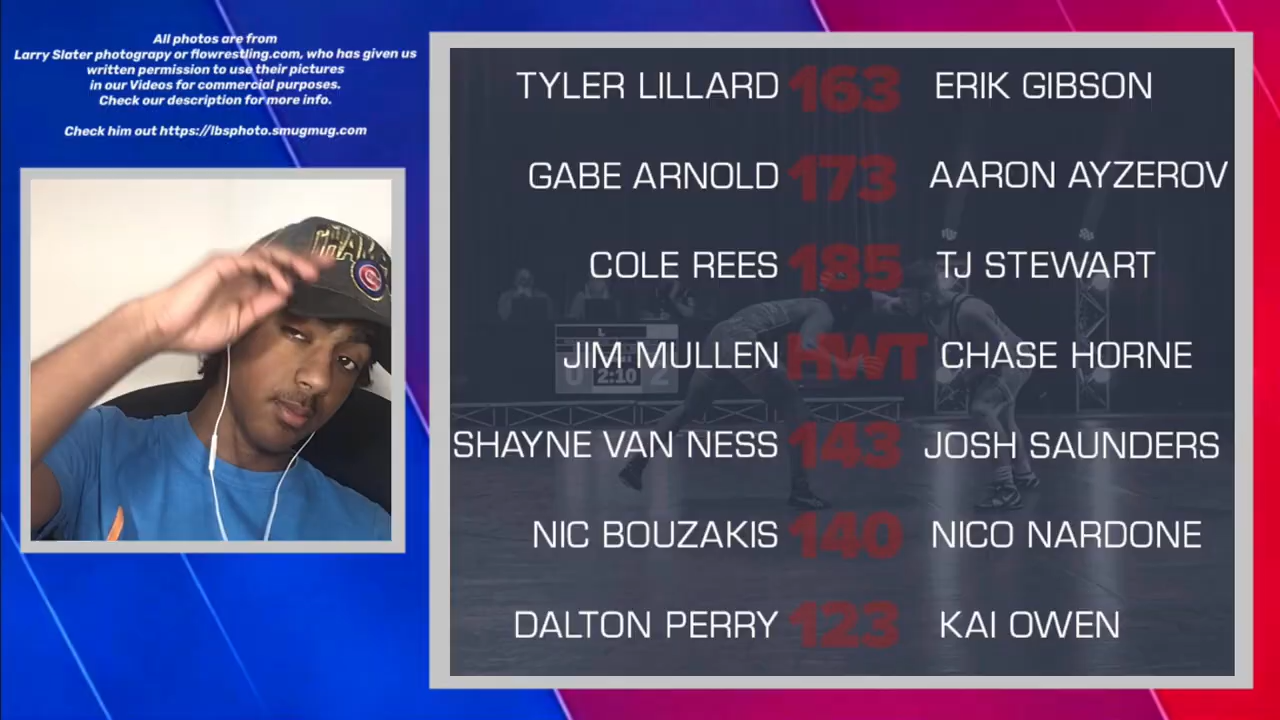 All photos are from
Larry Slater photograpy or flowrestling.com, who has given us
written permission to use their pictures
in our Videos for commercial purposes.
Check our description for more info.
Check him out https://lbsphoto.smugmug.com
TYLER LILLARD 163 ERIK GIBSON
GABE ARNOLD 173 AARON AYZEROV
COLE REES 185 TJ STEWART
JIM MULLEN HWT CHASE HORNE
2:10
SHAYNE VAN NESS 143 JOSH SAUNDERS
NIC BOUZAKIS 140 NICO NARDONE
DALTON PERRY 123 KAI OWEN